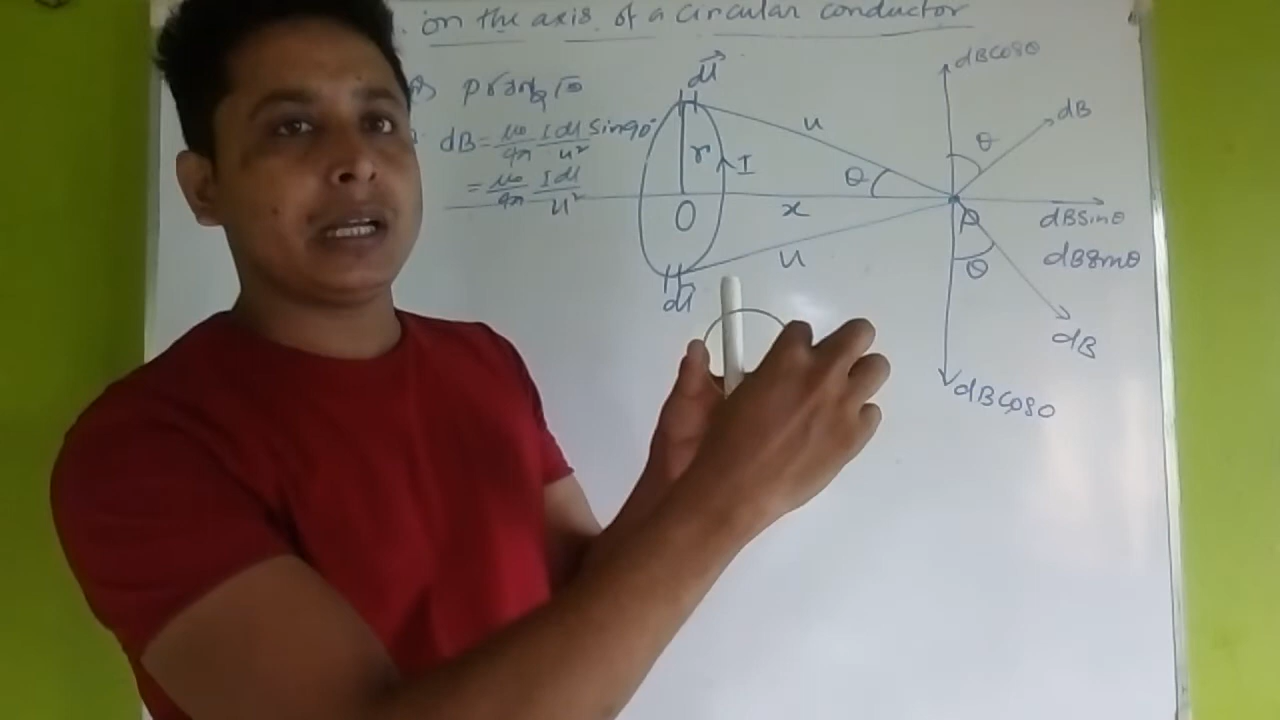 on the axis of a circular conductor
dB = μ₀/4π Idl/u² Sin90°
= μ₀/4π Idl/u²
dl
r
I
O
u
x
u
dl
θ
P
dBcosθ
θ
dB
dBsinθ
dBsinθ
θ
dB
dBcosθ